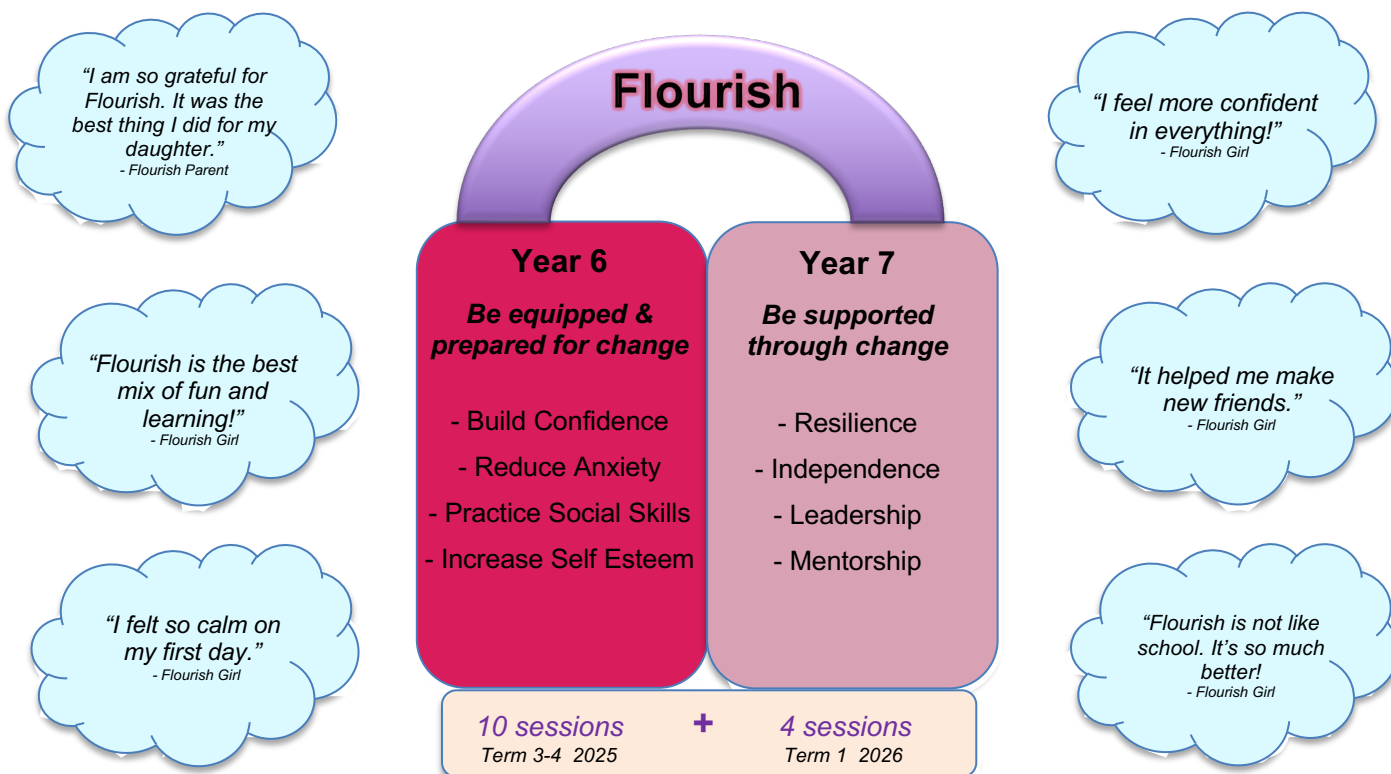 Flourish
“I am so grateful for
Flourish. It was the
best thing I did for my
daughter.”
- Flourish Parent
“Flourish is the best
mix of fun and
learning!”
- Flourish Girl
“I felt so calm on
my first day.”
- Flourish Girl
Year 6
Be equipped &
prepared for change
- Build Confidence
- Reduce Anxiety
- Practice Social Skills
- Increase Self Esteem
Year 7
Be supported
through change
- Resilience
- Independence
- Leadership
- Mentorship
10 sessions + 4 sessions
Term 3-4 2025 Term 1 2026
“I feel more confident
in everything!”
- Flourish Girl
“It helped me make
new friends.”
- Flourish Girl
“Flourish is not like
school. It’s so much
better!
- Flourish Girl